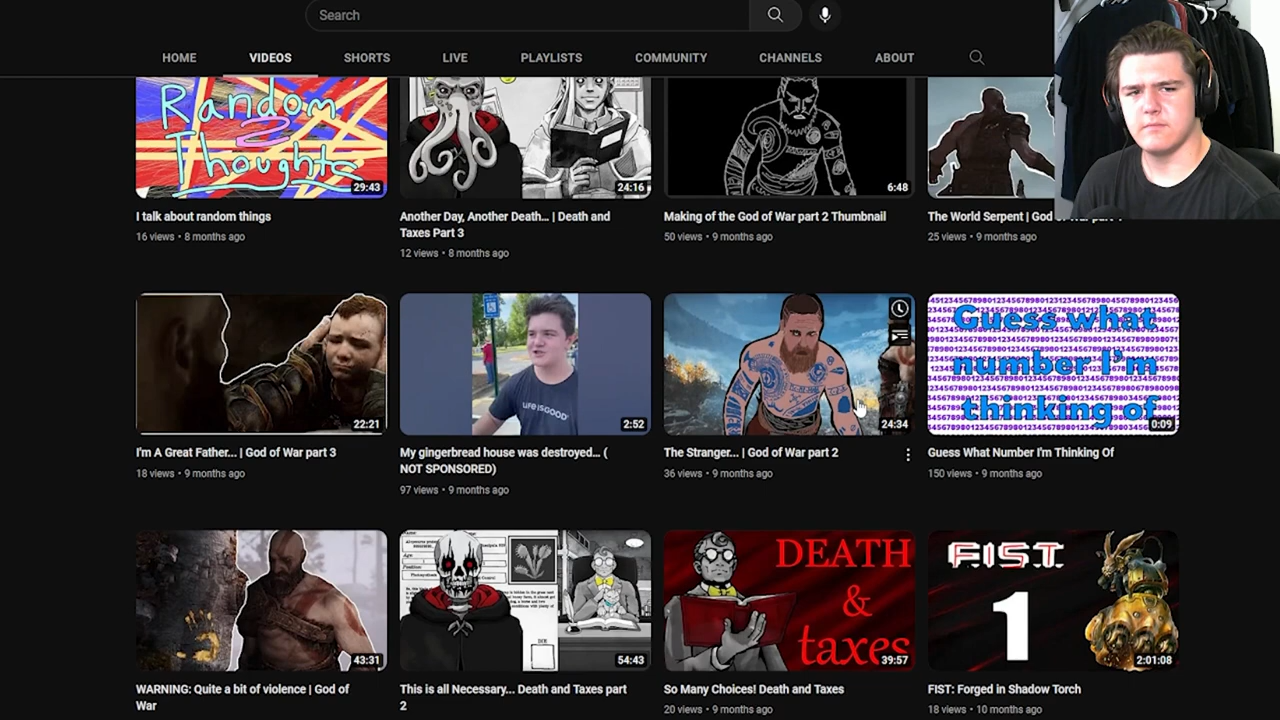 Search
HOME VIDEOS SHORTS LIVE PLAYLISTS COMMUNITY CHANNELS ABOUT
Random
Thoughts
29:43
24:16
6:48
I talk about random things
16 views • 8 months ago
Another Day, Another Death... | Death and
Taxes Part 3
12 views • 8 months ago
Making of the God of War part 2 Thumbnail
50 views • 9 months ago
The World Serpent | God
25 views • 9 months ago
22:21
LIFE IS GOOD
2:52
24:34
Guess what
number I'm
thinking of
0:09
I'm A Great Father... | God of War part 3
18 views • 9 months ago
My gingerbread house was destroyed... (
NOT SPONSORED)
97 views • 9 months ago
The Stranger... | God of War part 2
36 views • 9 months ago
Guess What Number I'm Thinking Of
150 views • 9 months ago
43:31
54:43
DEATH
&
taxes
39:57
FIST
1
2:01:08
WARNING: Quite a bit of violence | God of
War
This is all Necessary... Death and Taxes part
2
So Many Choices! Death and Taxes
20 views • 9 months ago
FIST: Forged in Shadow Torch
18 views • 10 months ago